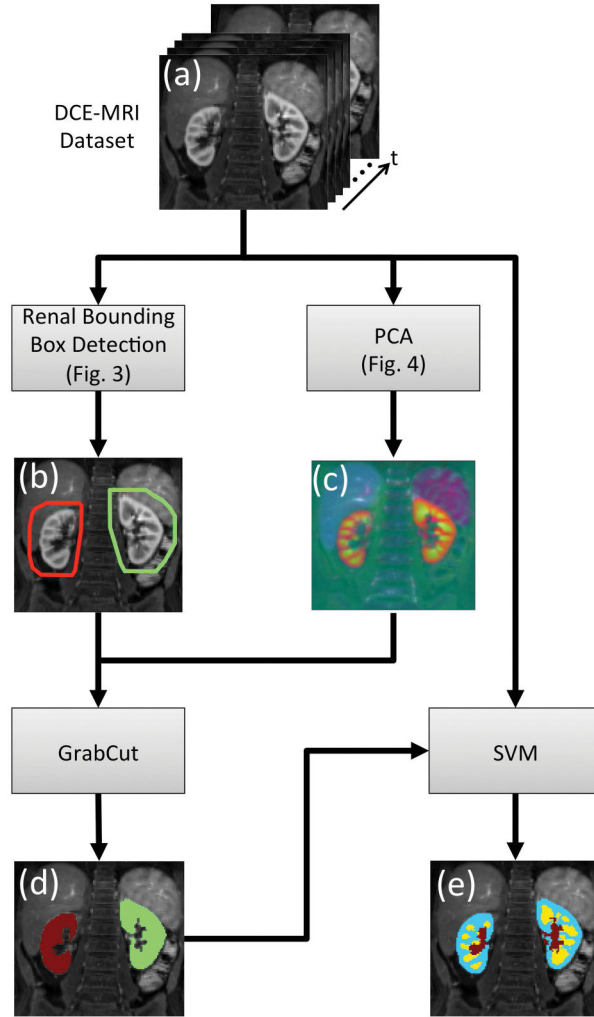 (a)
DCE-MRI
Dataset
t
Renal Bounding
Box Detection
(Fig. 3)
PCA
(Fig. 4)
(b)
(c)
GrabCut
SVM
(d)
(e)